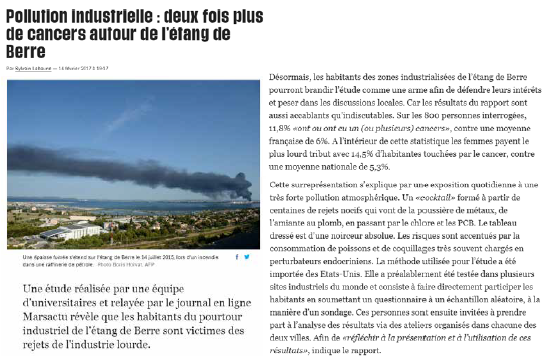 Pollution industrielle : deux fois plus
de cancers autour de l'étang de
Berre
Par Sylvain Labaune — 14 février 2017 à 19:17
Une épaisse fumée s'étend sur l'étang de Berre le 14 juillet 2015, lors d'un incendie
dans une raffinerie de pétrole. Photo Boris Horvat. AFP
Une étude réalisée par une équipe
d'universitaires et relayée par le journal en ligne
Marsactu révèle que les habitants du pourtour
industriel de l'étang de Berre sont victimes des
rejets de l'industrie lourde.
Désormais, les habitants des zones industrialisées de l'étang de Berre
pourront brandir l'étude comme une arme afin de défendre leurs intérêts
et peser dans les discussions locales. Car les résultats du rapport sont
aussi accablants qu'indiscutables. Sur les 800 personnes interrogées,
11,8% «ont ou ont eu un (ou plusieurs) cancers», contre une moyenne
française de 6%. A l'intérieur de cette statistique les femmes payent le
plus lourd tribut avec 14,5% d'habitantes touchées par le cancer, contre
une moyenne nationale de 5,3%.
Cette surreprésentation s'explique par une exposition quotidienne à une
très forte pollution atmosphérique. Un «cocktail» formé à partir de
centaines de rejets nocifs qui vont de la poussière de métaux, de
l'amiante au plomb, en passant par le chlore et les PCB. Le tableau
dressé est d'une noirceur absolue. Les risques sont accentués par la
consommation de poissons et de coquillages très souvent chargés en
perturbateurs endocriniens. La méthode utilisée pour l'étude a été
importée des Etats-Unis. Elle a préalablement été testée dans plusieurs
sites industriels du monde et consiste à faire directement participer les
habitants en soumettant un questionnaire à un échantillon aléatoire, à la
manière d'un sondage. Ces personnes sont ensuite invitées à prendre
part à l'analyse des résultats via des ateliers organisés dans chacune des
deux villes. Afin de «réfléchir à la présentation et à l'utilisation de ces
résultats», indique le rapport.